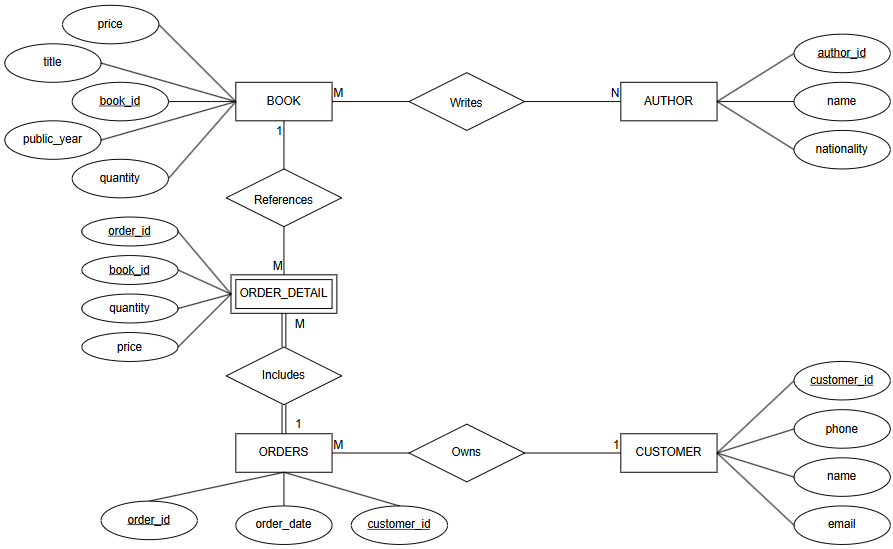 price
title
book_id
public_year
quantity
BOOK
M
Writes
N
AUTHOR
author_id
name
nationality
1
References
M
order_id
book_id
quantity
price
ORDER_DETAIL
M
Includes
1
ORDERS
M
Owns
1
CUSTOMER
customer_id
phone
name
email
order_id
order_date
customer_id